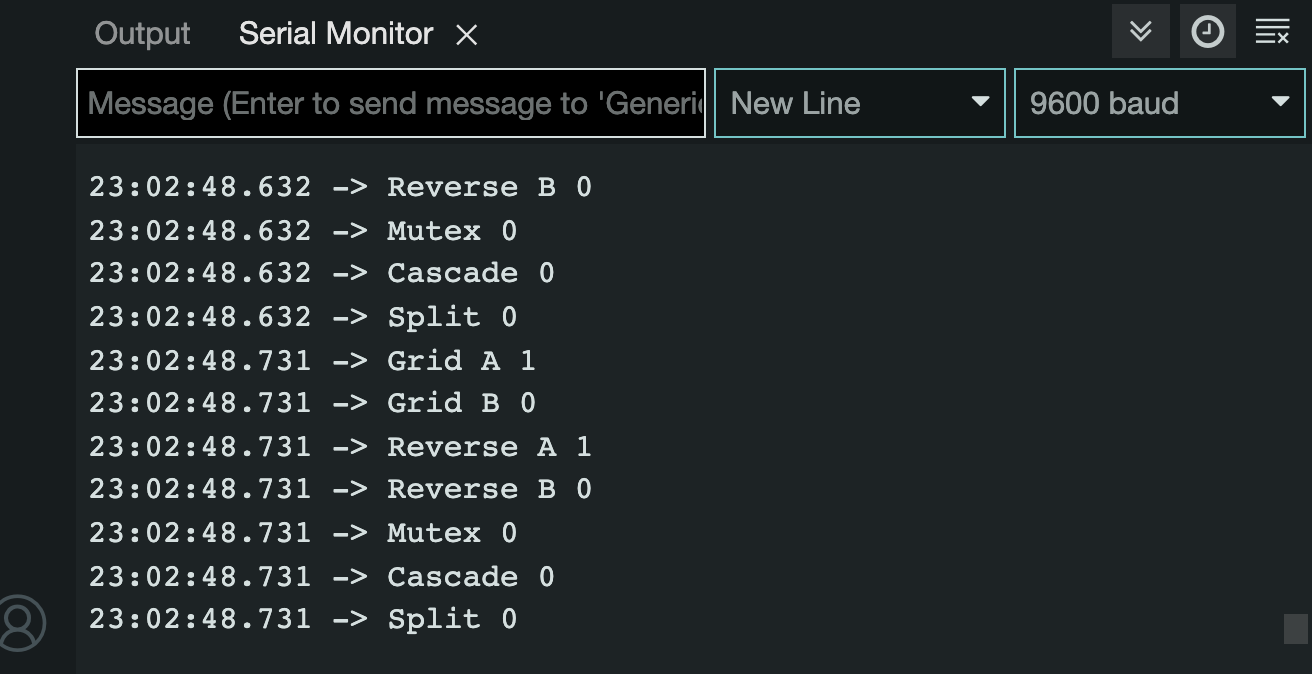 Output Serial Monitor
Message (Enter to send message to 'Generic
New Line
9600 baud
23:02:48.632 -> Reverse B 0
23:02:48.632 -> Mutex 0
23:02:48.632 -> Cascade 0
23:02:48.632 -> Split 0
23:02:48.731 -> Grid A 1
23:02:48.731 -> Grid B 0
23:02:48.731 -> Reverse A 1
23:02:48.731 -> Reverse B 0
23:02:48.731 -> Mutex 0
23:02:48.731 -> Cascade 0
23:02:48.731 -> Split 0